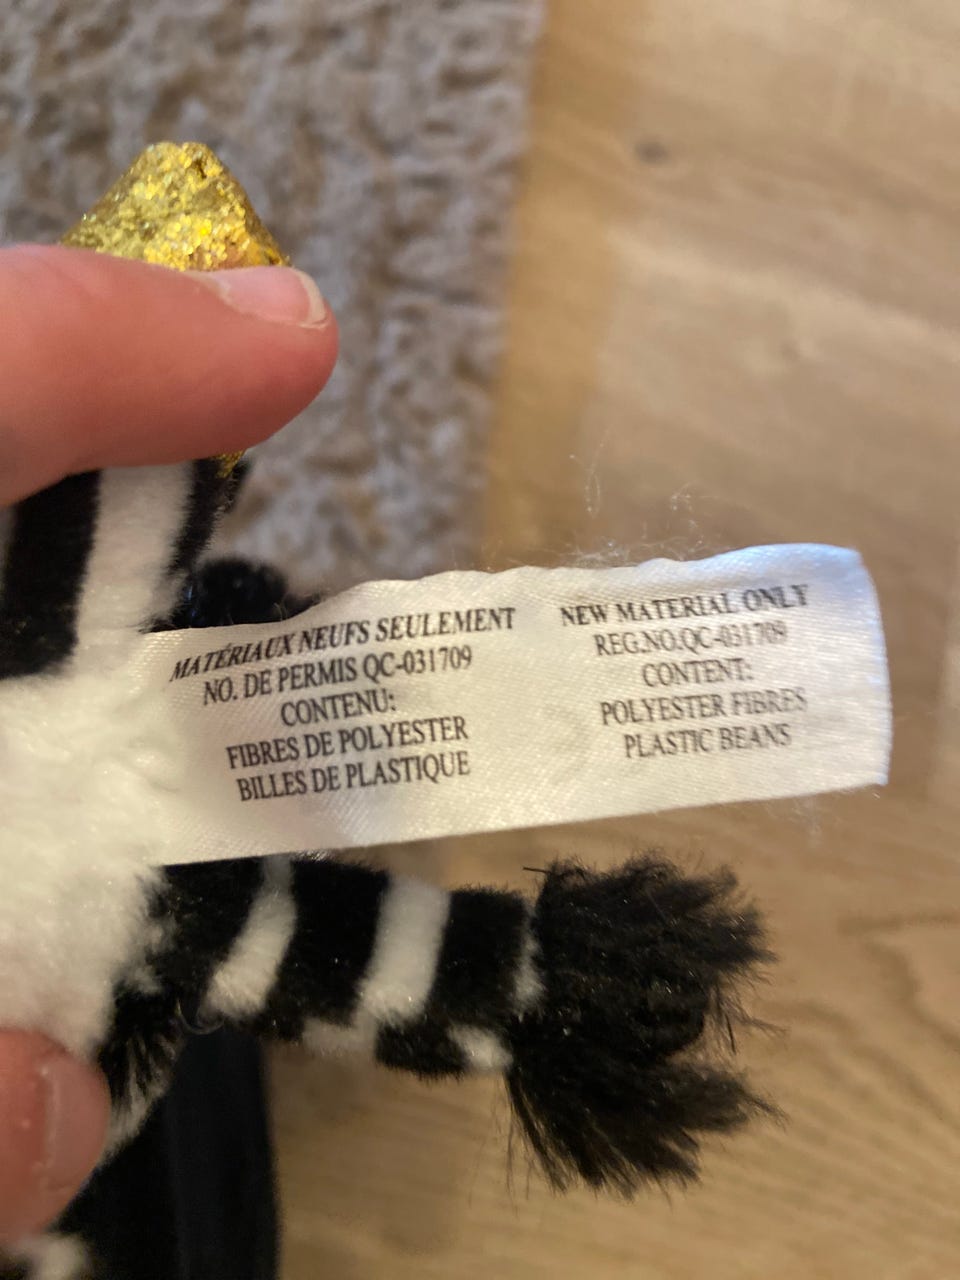 MATÉRIAUX NEUFS SEULEMENT
NO. DE PERMIS QC-031709
CONTENU:
FIBRES DE POLYESTER
BILLES DE PLASTIQUE
NEW MATERIAL ONLY
REG.NO.QC-031709
CONTENT:
POLYESTER FIBRES
PLASTIC BEANS